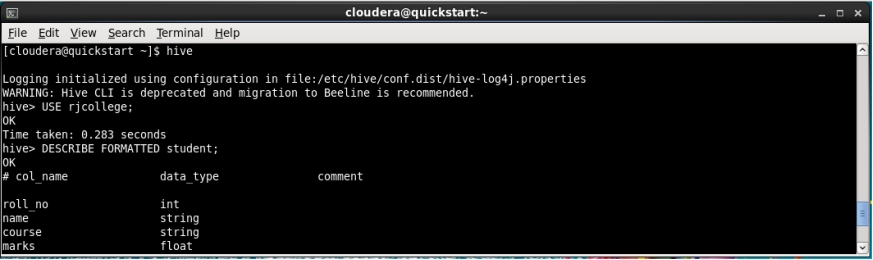 cloudera@quickstart:~
File Edit View Search Terminal Help
[cloudera@quickstart ~]$ hive
Logging initialized using configuration in file:/etc/hive/conf.dist/hive-log4j.properties
WARNING: Hive CLI is deprecated and migration to Beeline is recommended.
hive> USE rjcollege;
OK
Time taken: 0.283 seconds
hive> DESCRIBE FORMATTED student;
OK
# col_name data_type comment
roll_no int
name string
course string
marks float